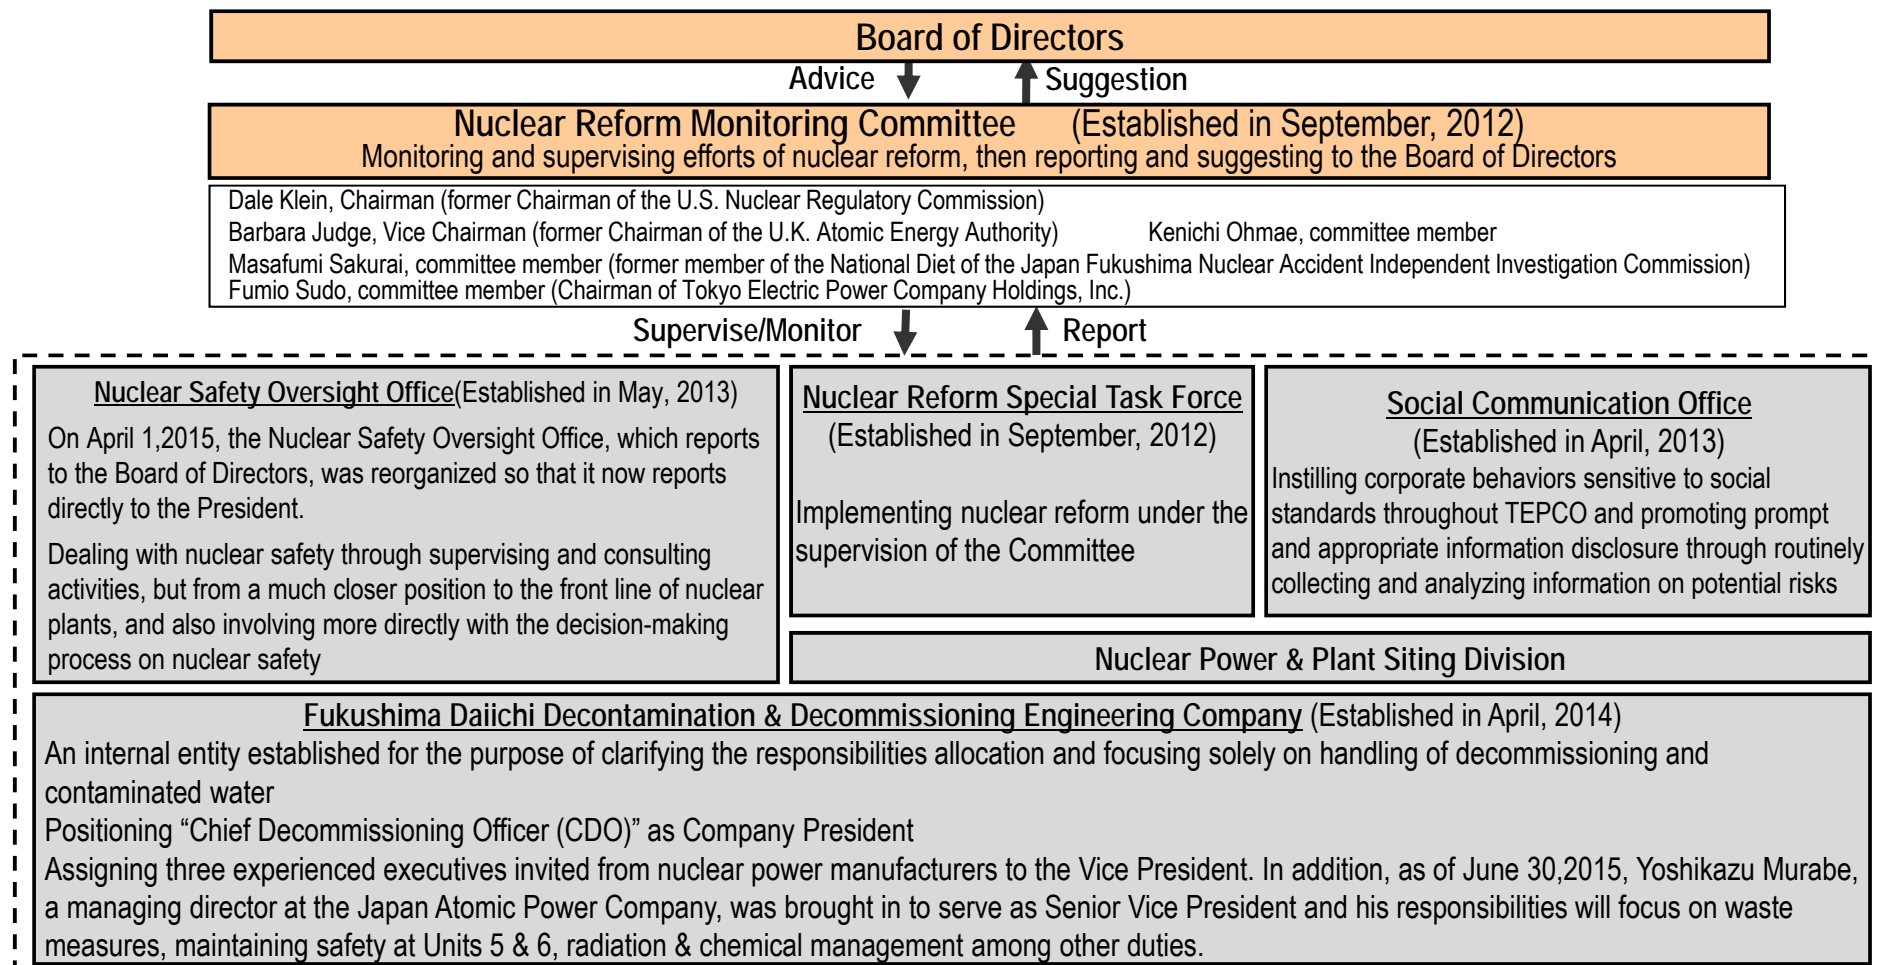 Board of Directors
Advice
Suggestion
Nuclear Reform Monitoring Committee (Established in September, 2012)
Monitoring and supervising efforts of nuclear reform, then reporting and suggesting to the Board of Directors
Dale Klein, Chairman (former Chairman of the U.S. Nuclear Regulatory Commission)
Barbara Judge, Vice Chairman (former Chairman of the U.K. Atomic Energy Authority) Kenichi Ohmae, committee member
Masafumi Sakurai, committee member (former member of the National Diet of the Japan Fukushima Nuclear Accident Independent Investigation Commission)
Fumio Sudo, committee member (Chairman of Tokyo Electric Power Company Holdings, Inc.)
Supervise/Monitor
Report
Nuclear Safety Oversight Office(Established in May, 2013)
On April 1,2015, the Nuclear Safety Oversight Office, which reports
to the Board of Directors, was reorganized so that it now reports
directly to the President.
Dealing with nuclear safety through supervising and consulting
activities, but from a much closer position to the front line of nuclear
plants, and also involving more directly with the decision-making
process on nuclear safety
Nuclear Reform Special Task Force
(Established in September, 2012)
Implementing nuclear reform under the
supervision of the Committee
Social Communication Office
(Established in April, 2013)
Instilling corporate behaviors sensitive to social
standards throughout TEPCO and promoting prompt
and appropriate information disclosure through routinely
collecting and analyzing information on potential risks
Nuclear Power & Plant Siting Division
Fukushima Daiichi Decontamination & Decommissioning Engineering Company (Established in April, 2014)
An internal entity established for the purpose of clarifying the responsibilities allocation and focusing solely on handling of decommissioning and
contaminated water
Positioning “Chief Decommissioning Officer (CDO)” as Company President
Assigning three experienced executives invited from nuclear power manufacturers to the Vice President. In addition, as of June 30,2015, Yoshikazu Murabe,
a managing director at the Japan Atomic Power Company, was brought in to serve as Senior Vice President and his responsibilities will focus on waste
measures, maintaining safety at Units 5 & 6, radiation & chemical management among other duties.